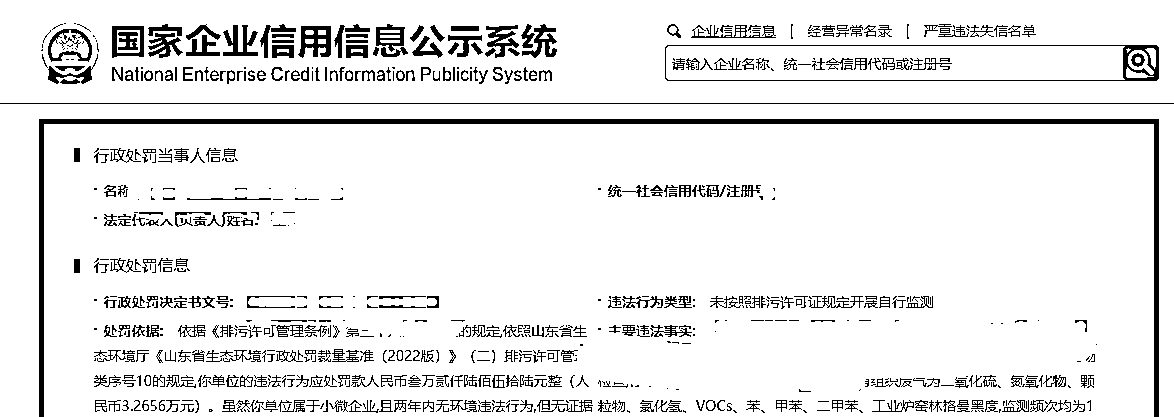 国家企业信用信息公示系统
National Enterprise Credit Information Publicity System
企业信用信息 | 经营异常名录 | 严重违法失信名单
请输入企业名称、统一社会信用代码或注册号
行政处罚当事人信息
名称
统一社会信用代码/注册号
法定代表人(负责人)姓名:
行政处罚信息
行政处罚决定书文号:
违法行为类型: 未按照排污许可证规定开展自行监测
处罚依据: 依据《排污许可管理条例》第三 的规定,依照山东省生
态环境厅《山东省生态环境行政处罚裁量基准(2022版)》(二)排污许可管
类序号10的规定,你单位的违法行为应处罚款人民币叁万贰仟陆佰伍拾陆元整(人
民币3.2656万元)。虽然你单位属于小微企业,且两年内无环境违法行为,但无证据
主要违法事实:
组织废气为二氧化硫、氮氧化物、颗
粒物、氯化氢、VOCs、苯、甲苯、二甲苯、工业炉窑林格曼黑度,监测频次均为1